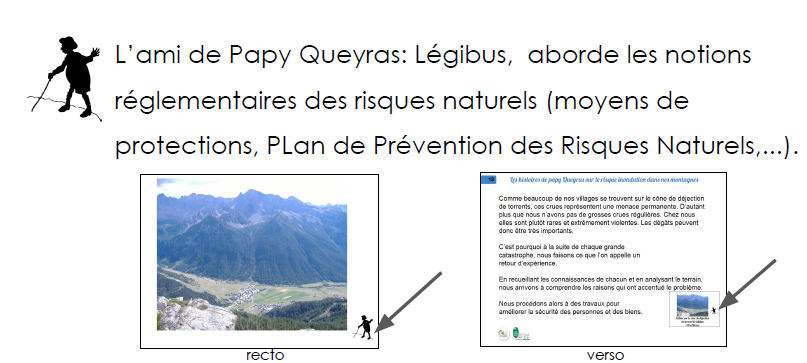 L'ami de Papy Queyras: Légibus, aborde les notions
réglementaires des risques naturels (moyens de
protections, PLan de Prévention des Risques Naturels,...).
Les histoires de papy Queyras sur le risque inondation dans nos montagnes
Comme beaucoup de nos villages se trouvent sur le cône de déjection
de torrents, ces crues représentent une menace permanente. D'autant
plus que nous n'avons pas de grosses crues régulières. Chez nous
elles sont plutôt rares et extrêmement violentes. Les dégâts peuvent
donc être très importants.
C'est pourquoi à la suite de chaque grande
catastrophe, nous faisons ce que l'on appelle un
retour d'expérience.
En recueillant les connaissances de chacun et en analysant le terrain,
nous arrivons à comprendre les raisons qui ont accentué le problème.
Nous procédons alors à des travaux pour
améliorer la sécurité des personnes et des biens.
recto
verso